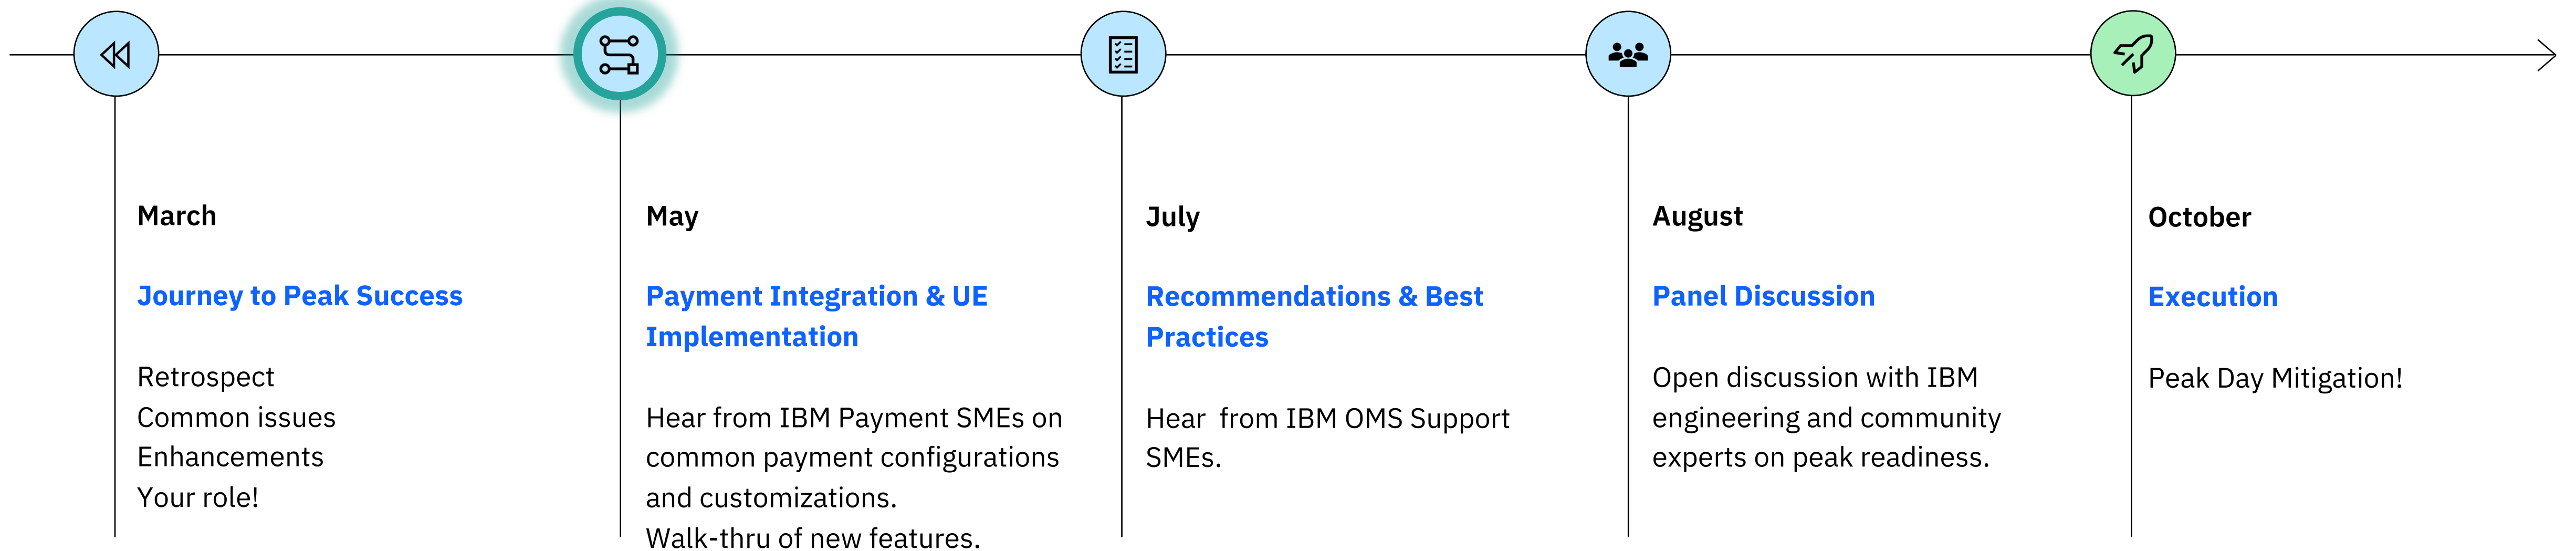 March
Journey to Peak Success
Retrospect
Common issues
Enhancements
Your role!
May
Payment Integration & UE
Implementation
Hear from IBM Payment SMEs on
common payment configurations
and customizations.
Walk-thru of new features.
July
Recommendations & Best
Practices
Hear  from IBM OMS Support
SMEs.
August
Panel Discussion
Open discussion with IBM
engineering and community
experts on peak readiness.
October
Execution
Peak Day Mitigation!